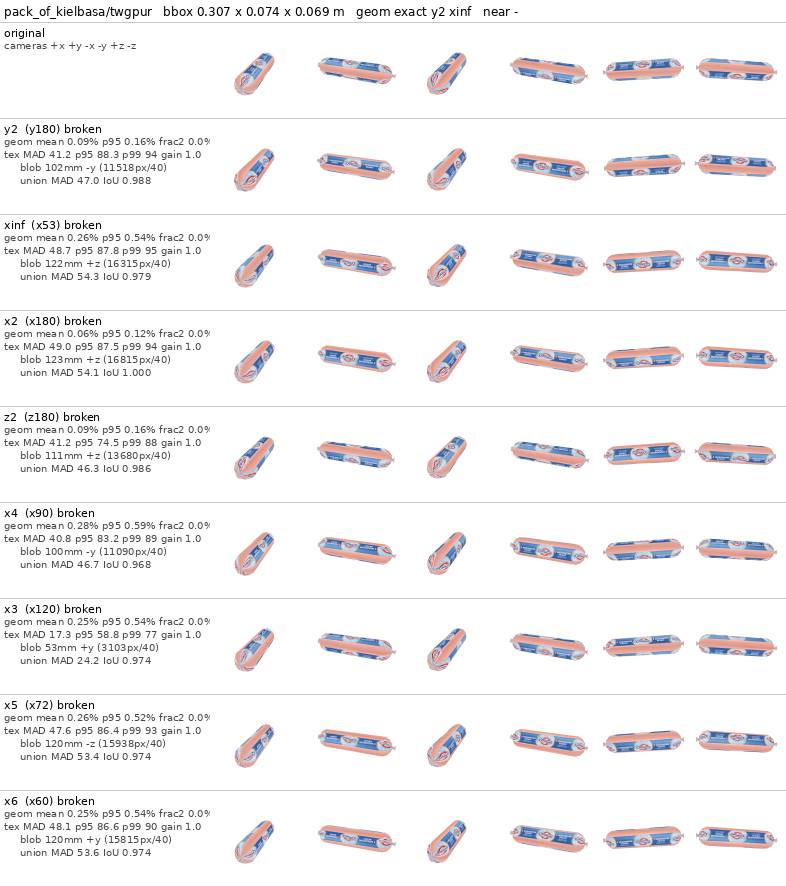 pack_of_kielbasa/twgpur   bbox 0.307 x 0.074 x 0.069 m   geom exact y2 xinf   near -
original
cameras +x +y -x -y +z -z
y2  (y180) broken
geom mean 0.09% p95 0.16% frac2 0.0%
tex MAD 41.2 p95 88.3 p99 94 gain 1.0
blob 102mm -y (11518px/40)
union MAD 47.0 IoU 0.988
xinf  (x53) broken
geom mean 0.26% p95 0.54% frac2 0.0%
tex MAD 48.7 p95 87.8 p99 95 gain 1.0
blob 122mm +z (16315px/40)
union MAD 54.3 IoU 0.979
x2  (x180) broken
geom mean 0.06% p95 0.12% frac2 0.0%
tex MAD 49.0 p95 87.5 p99 94 gain 1.0
blob 123mm +z (16815px/40)
union MAD 54.1 IoU 1.000
z2  (z180) broken
geom mean 0.09% p95 0.16% frac2 0.0%
tex MAD 41.2 p95 74.5 p99 88 gain 1.0
blob 111mm +z (13680px/40)
union MAD 46.3 IoU 0.986
x4  (x90) broken
geom mean 0.28% p95 0.59% frac2 0.0%
tex MAD 40.8 p95 83.2 p99 89 gain 1.0
blob 100mm -y (11090px/40)
union MAD 46.7 IoU 0.968
x3  (x120) broken
geom mean 0.25% p95 0.54% frac2 0.0%
tex MAD 17.3 p95 58.8 p99 77 gain 1.0
blob 53mm +y (3103px/40)
union MAD 24.2 IoU 0.974
x5  (x72) broken
geom mean 0.26% p95 0.52% frac2 0.0%
tex MAD 47.6 p95 86.4 p99 93 gain 1.0
blob 120mm -z (15938px/40)
union MAD 53.4 IoU 0.974
x6  (x60) broken
geom mean 0.25% p95 0.54% frac2 0.0%
tex MAD 48.1 p95 86.6 p99 90 gain 1.0
blob 120mm +y (15815px/40)
union MAD 53.6 IoU 0.974